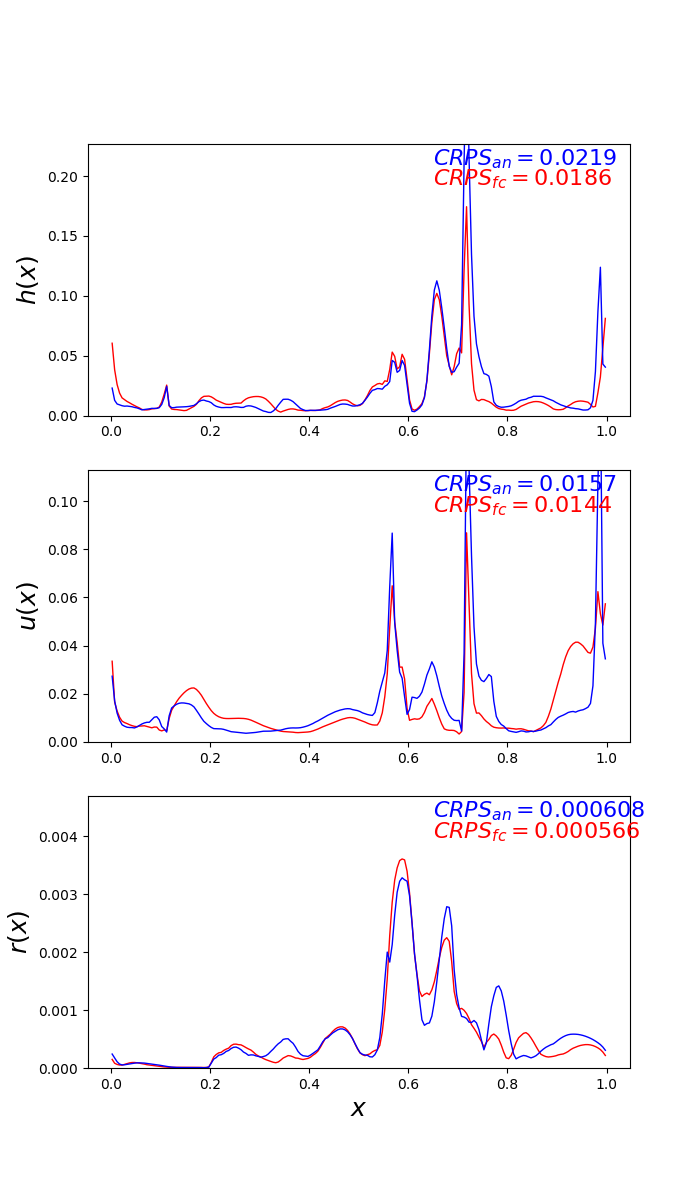 CRPS_an = 0.0219
CRPS_fc = 0.0186
h(x)
0.20
0.15
0.10
0.05
0.00
0.0 0.2 0.4 0.6 0.8 1.0
CRPS_an = 0.0157
CRPS_fc = 0.0144
u(x)
0.10
0.08
0.06
0.04
0.02
0.00
0.0 0.2 0.4 0.6 0.8 1.0
CRPS_an = 0.000608
CRPS_fc = 0.000566
r(x)
0.004
0.003
0.002
0.001
0.000
0.0 0.2 0.4 0.6 0.8 1.0
x